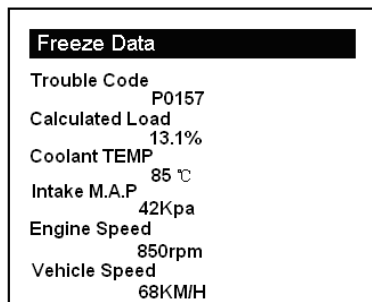 Freeze Data
Trouble Code
P0157
Calculated Load
13.1%
Coolant TEMP
85 ℃
Intake M.A.P
42Kpa
Engine Speed
850rpm
Vehicle Speed
68KM/H